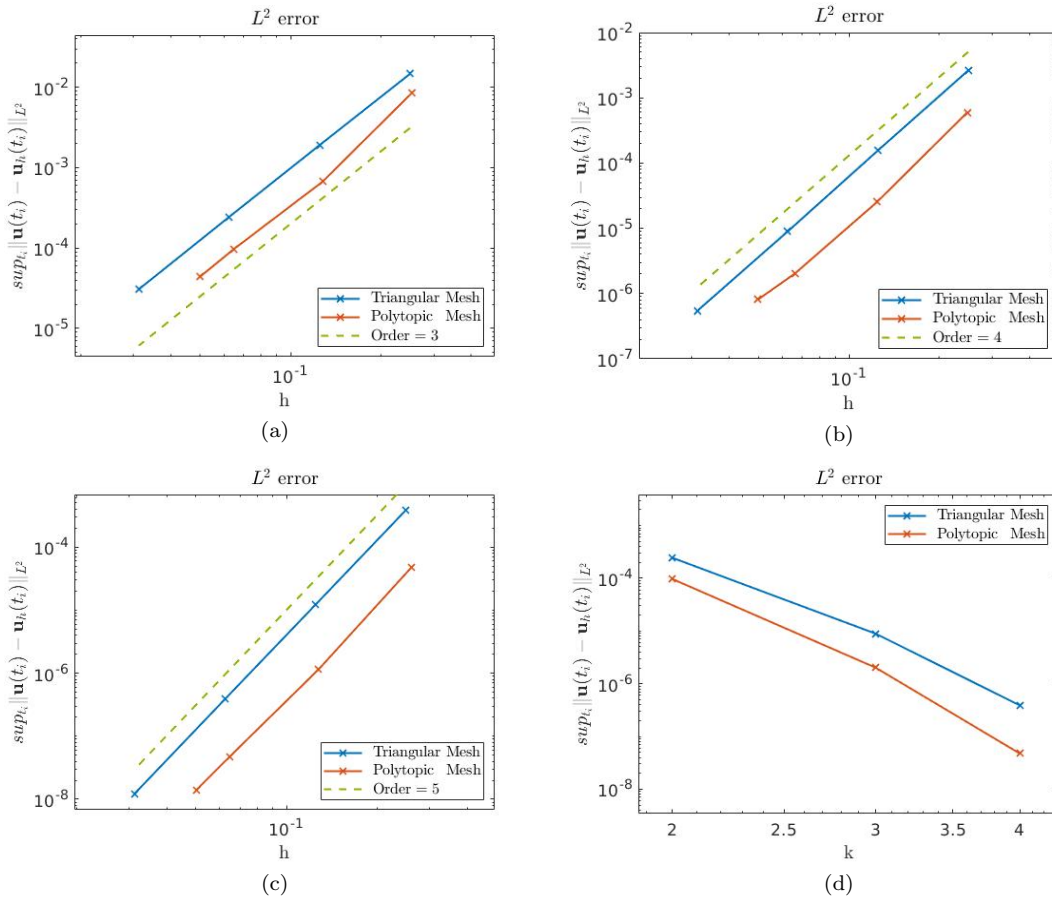 L² error
10⁻²
10⁻³
10⁻⁴
10⁻⁵
sup_{t_i} ||u(t_i) − u_h(t_i)||_{L²}
Triangular Mesh
Polytopic Mesh
Order = 3
10⁻¹
h
(a)
L² error
10⁻²
10⁻³
10⁻⁴
10⁻⁵
10⁻⁶
10⁻⁷
sup_{t_i} ||u(t_i) − u_h(t_i)||_{L²}
Triangular Mesh
Polytopic Mesh
Order = 4
10⁻¹
h
(b)
L² error
10⁻⁴
10⁻⁶
10⁻⁸
sup_{t_i} ||u(t_i) − u_h(t_i)||_{L²}
Triangular Mesh
Polytopic Mesh
Order = 5
10⁻¹
h
(c)
L² error
Triangular Mesh
Polytopic Mesh
10⁻⁴
10⁻⁶
10⁻⁸
sup_{t_i} ||u(t_i) − u_h(t_i)||_{L²}
2 2.5 3 3.5 4
k
(d)